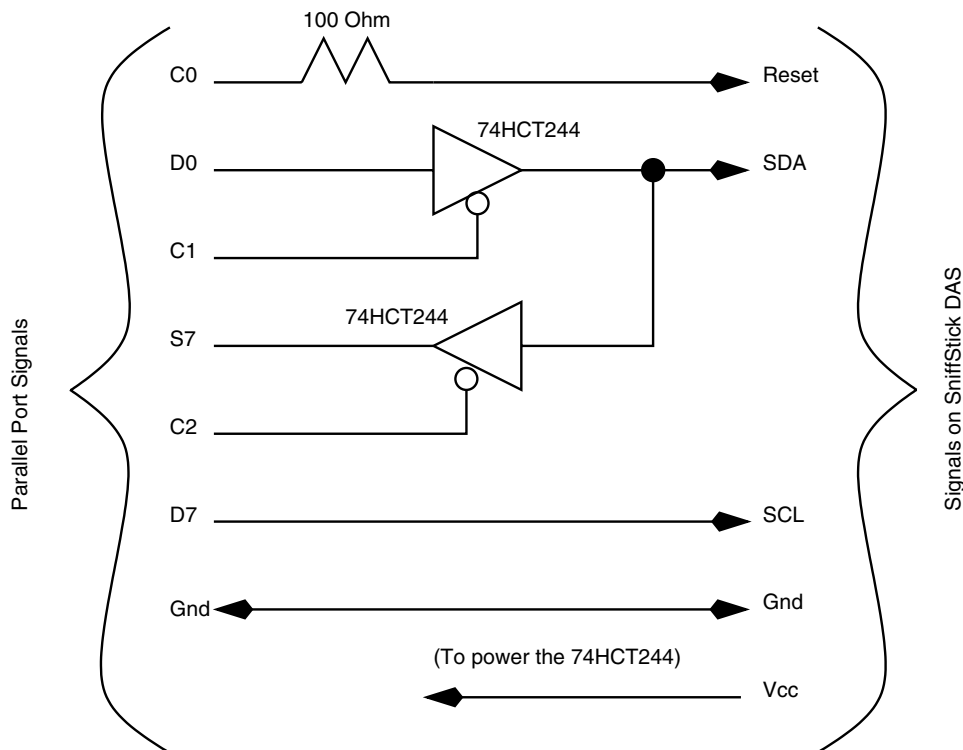 100 Ohm
C0
Reset
74HCT244
D0
SDA
C1
74HCT244
S7
C2
D7
SCL
Gnd
Gnd
(To power the 74HCT244)
Vcc
Parallel Port Signals
Signals on SniffStick DAS